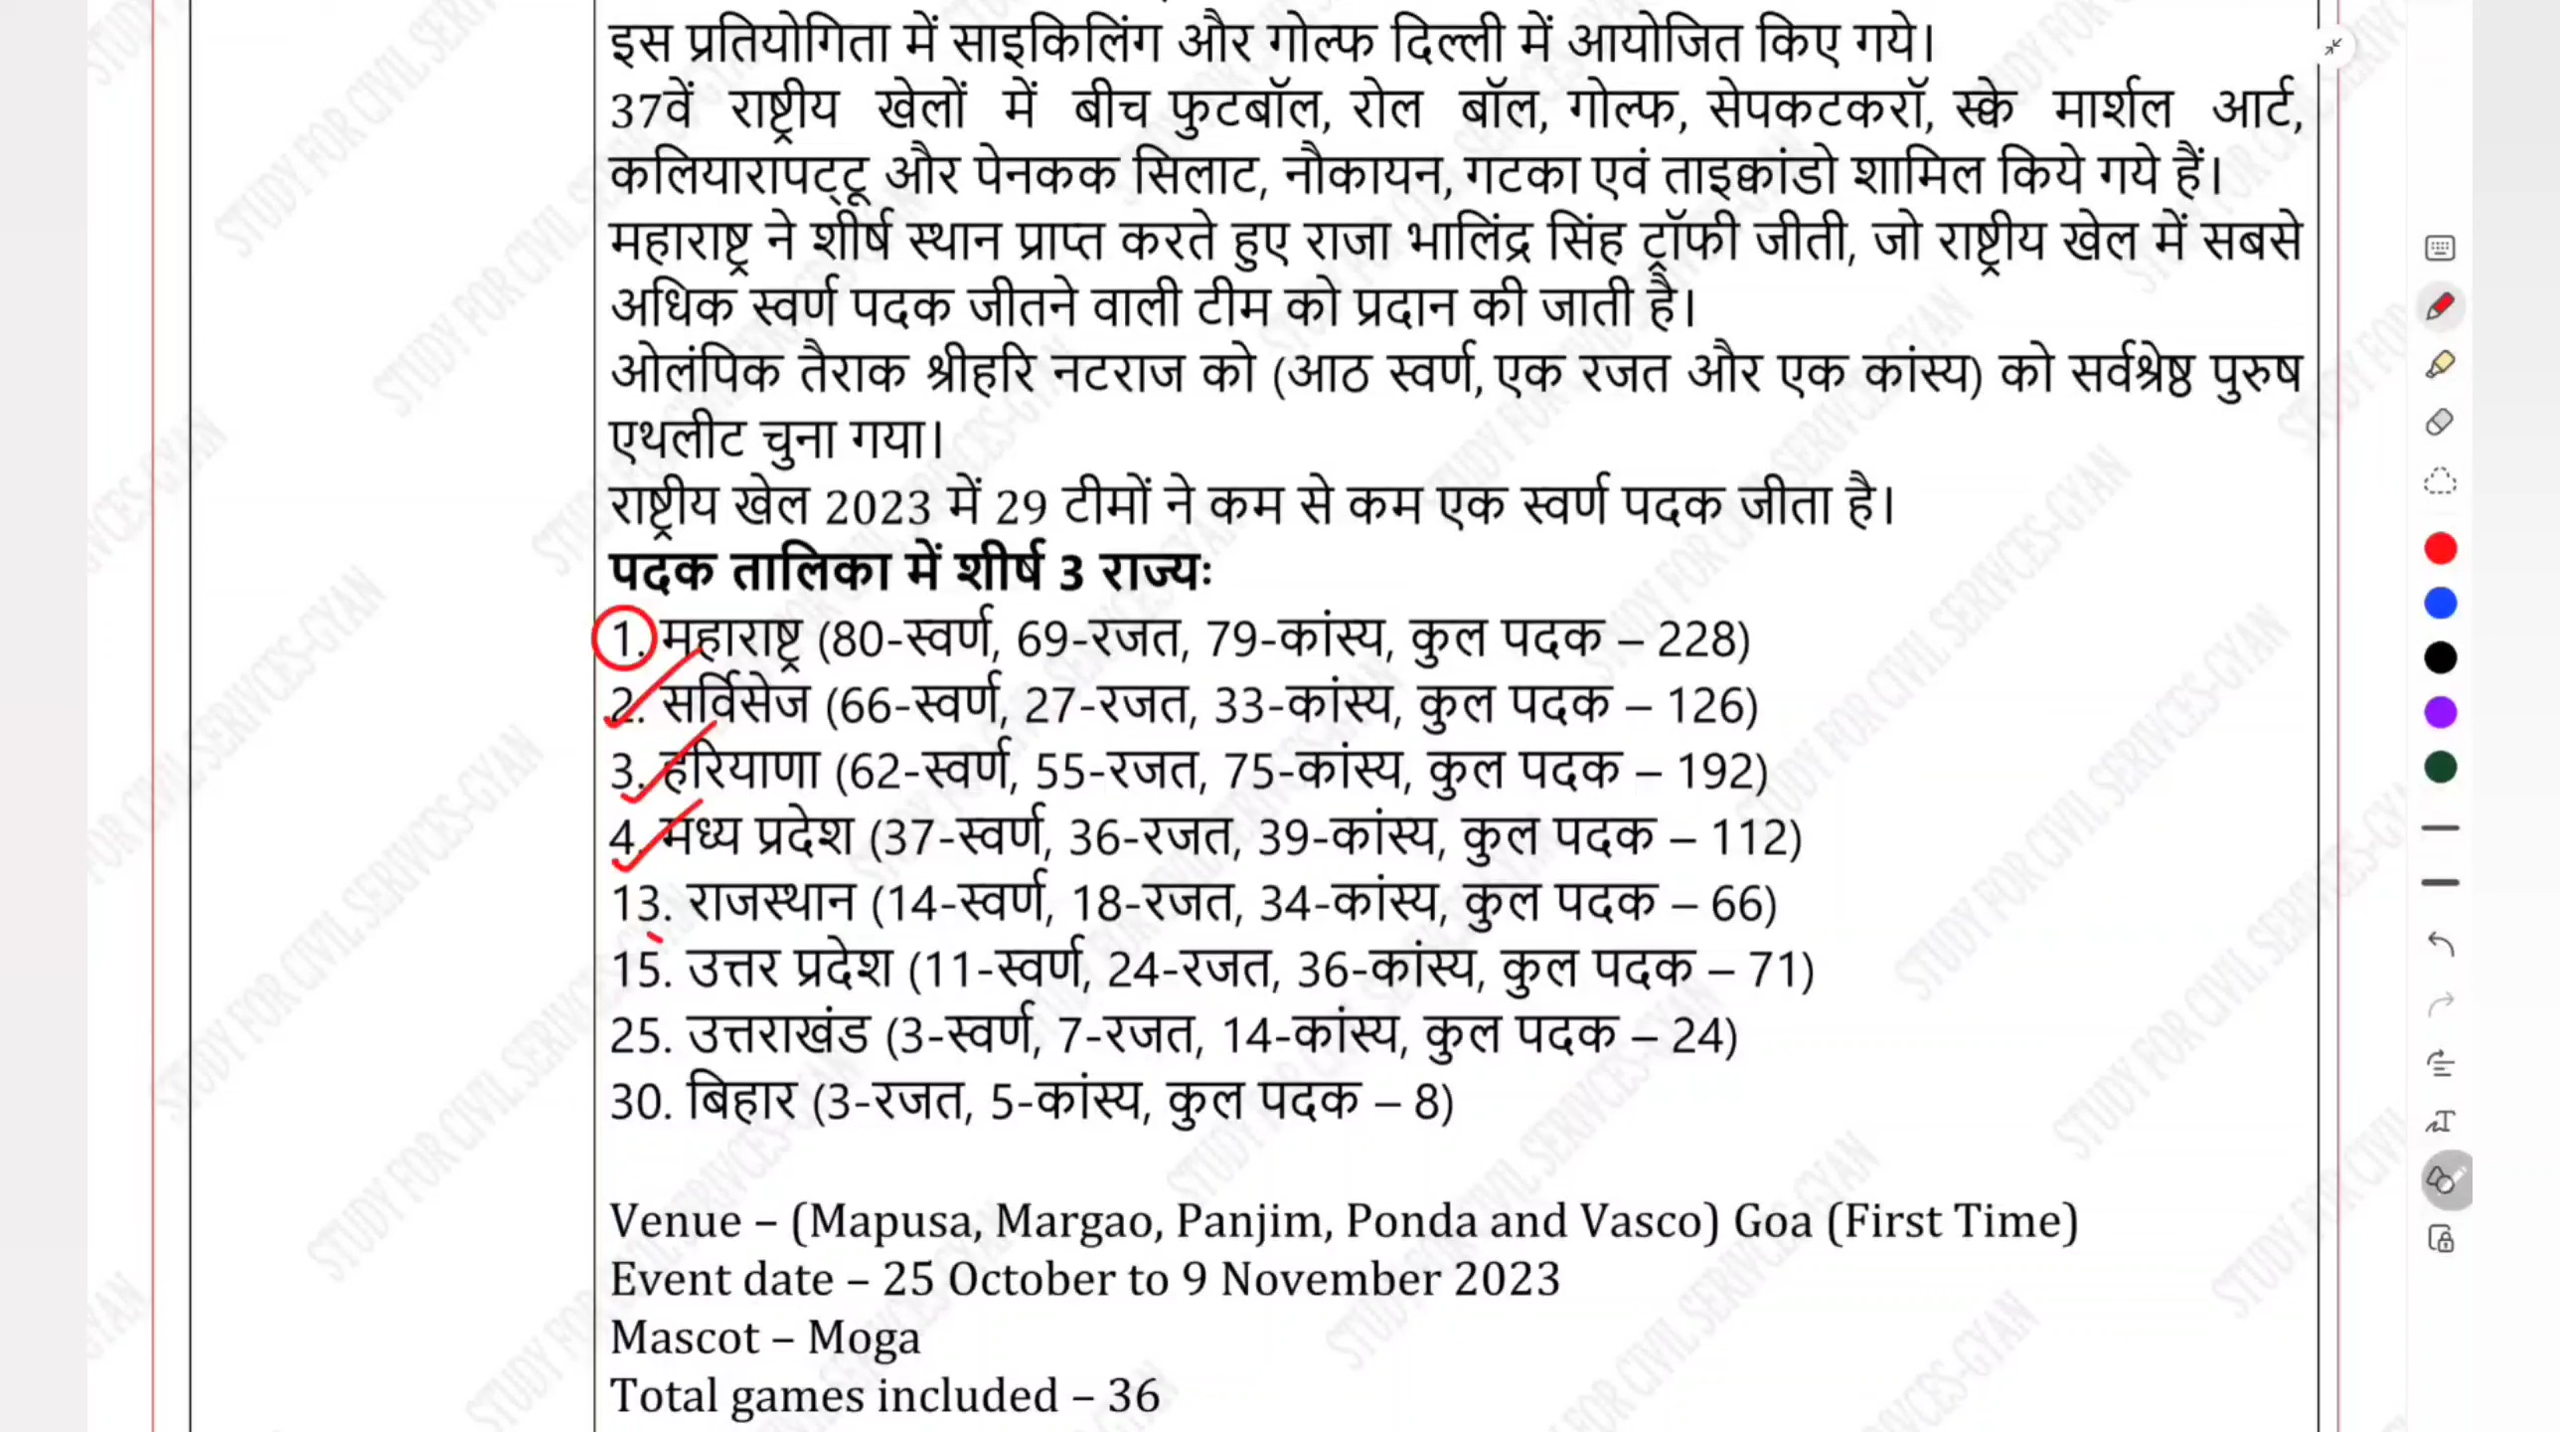 इस प्रतियोगिता में साइकिलिंग और गोल्फ दिल्ली में आयोजित किए गये।
37वें राष्ट्रीय खेलों में बीच फुटबॉल, रोल बॉल, गोल्फ, सेपकटकरॉ, स्के मार्शल आर्ट,
कलियारापट्टू और पेनकक सिलाट, नौकायन, गटका एवं ताइक्वांडो शामिल किये गये हैं।
महाराष्ट्र ने शीर्ष स्थान प्राप्त करते हुए राजा भालिंद्र सिंह ट्रॉफी जीती, जो राष्ट्रीय खेल में सबसे
अधिक स्वर्ण पदक जीतने वाली टीम को प्रदान की जाती है।
ओलंपिक तैराक श्रीहरि नटराज को (आठ स्वर्ण, एक रजत और एक कांस्य) को सर्वश्रेष्ठ पुरुष
एथलीट चुना गया।
राष्ट्रीय खेल 2023 में 29 टीमों ने कम से कम एक स्वर्ण पदक जीता है।
पदक तालिका में शीर्ष 3 राज्यः
1. महाराष्ट्र (80-स्वर्ण, 69-रजत, 79-कांस्य, कुल पदक – 228)
2. सर्विसेज (66-स्वर्ण, 27-रजत, 33-कांस्य, कुल पदक – 126)
3. हरियाणा (62-स्वर्ण, 55-रजत, 75-कांस्य, कुल पदक – 192)
4. मध्य प्रदेश (37-स्वर्ण, 36-रजत, 39-कांस्य, कुल पदक – 112)
13. राजस्थान (14-स्वर्ण, 18-रजत, 34-कांस्य, कुल पदक – 66)
15. उत्तर प्रदेश (11-स्वर्ण, 24-रजत, 36-कांस्य, कुल पदक – 71)
25. उत्तराखंड (3-स्वर्ण, 7-रजत, 14-कांस्य, कुल पदक – 24)
30. बिहार (3-रजत, 5-कांस्य, कुल पदक – 8)
Venue – (Mapusa, Margao, Panjim, Ponda and Vasco) Goa (First Time)
Event date – 25 October to 9 November 2023
Mascot – Moga
Total games included – 36
STUDY FOR CIVIL SERIVCES-GYAN